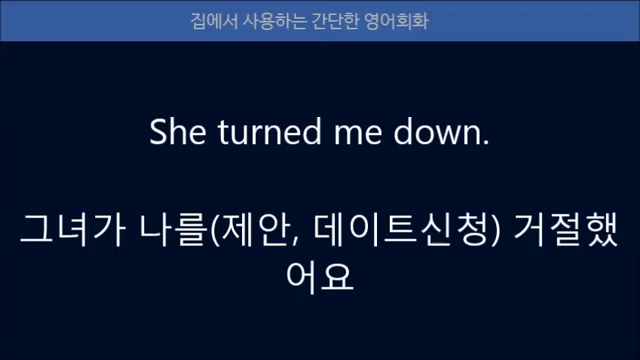 집에서 사용하는 간단한 영어회화
She turned me down.
그녀가 나를(제안, 데이트신청) 거절했
어요